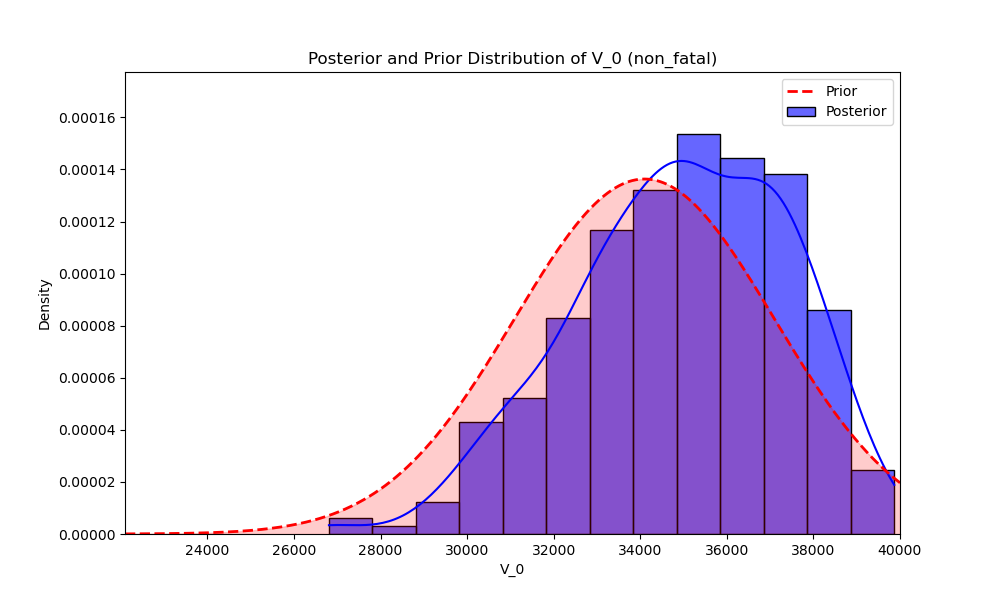 Posterior and Prior Distribution of V_0 (non_fatal)
Prior
Posterior
Density
0.00016
0.00014
0.00012
0.00010
0.00008
0.00006
0.00004
0.00002
0.00000
24000 26000 28000 30000 32000 34000 36000 38000 40000
V_0